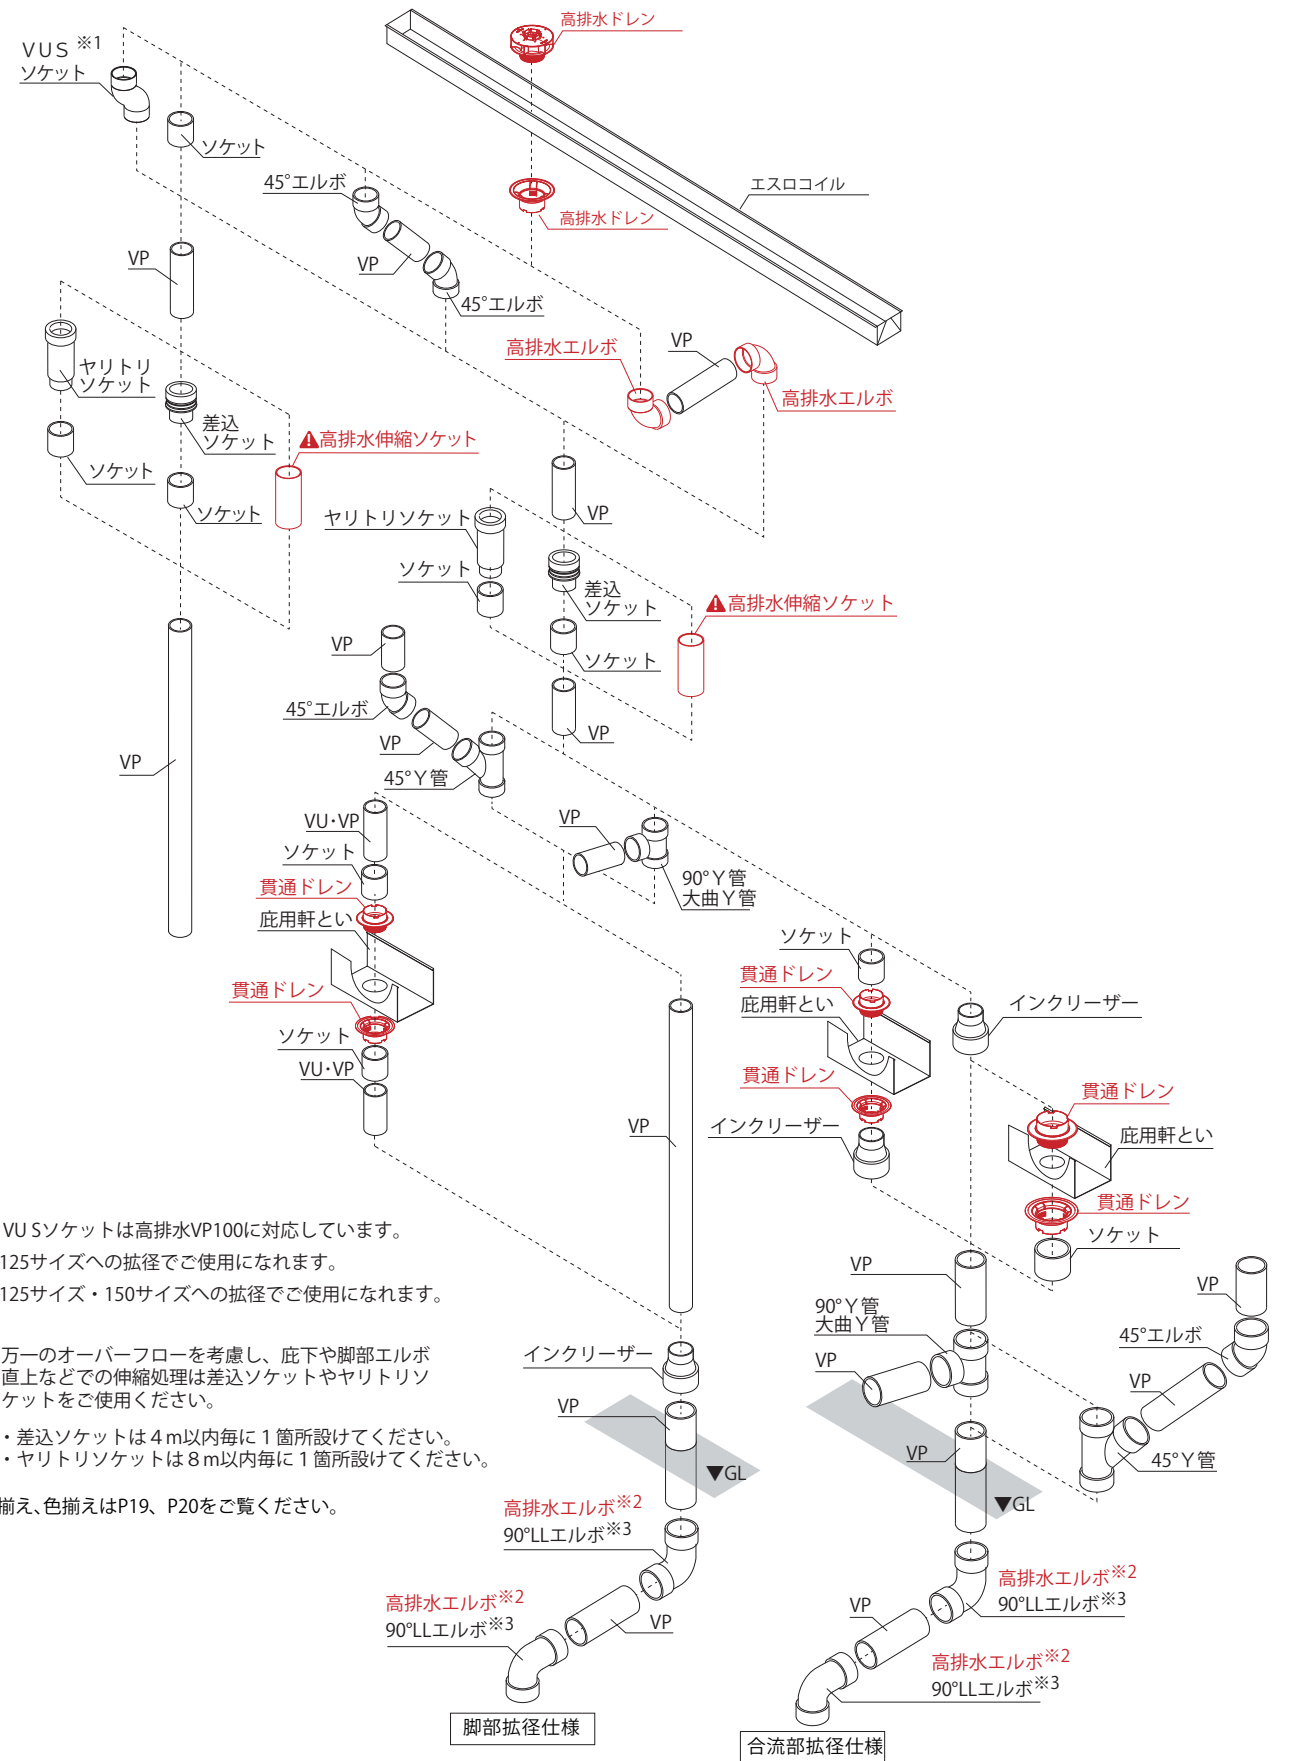 高排水ドレン
VUS ※1
ソケット
ソケット
45°エルボ
エスロコイル
高排水ドレン
VP
VP
45°エルボ
高排水エルボ
VP
ヤリトリ
ソケット
高排水エルボ
差込
ソケット
高排水伸縮ソケット
ソケット
ソケット
ヤリトリソケット
VP
ソケット
差込
ソケット
高排水伸縮ソケット
VP
ソケット
45°エルボ
VP
VP
VP
45°Y管
VU・VP
VP
ソケット
90°Y管
大曲Y管
貫通ドレン
庇用軒とい
ソケット
貫通ドレン
貫通ドレン
庇用軒とい
インクリーザー
ソケット
VU・VP
貫通ドレン
貫通ドレン
VP
インクリーザー
庇用軒とい
貫通ドレン
VU Sソケットは高排水VP100に対応しています。
ソケット
125サイズへの拡径でご使用になれます。
VP
VP
125サイズ・150サイズへの拡径でご使用になれます。
90°Y管
大曲Y管
45°エルボ
万一のオーバーフローを考慮し、庇下や脚部エルボ
直上などでの伸縮処理は差込ソケットやヤリトリソ
ケットをご使用ください。
インクリーザー
VP
VP
VP
・差込ソケットは4m以内毎に1箇所設けてください。
・ヤリトリソケットは8m以内毎に1箇所設けてください。
VP
45°Y管
▼GL
揃え、色揃えはP19、P20をご覧ください。
▼GL
高排水エルボ※2
90°LLエルボ※3
高排水エルボ※2
90°LLエルボ※3
高排水エルボ※2
90°LLエルボ※3
VP
VP
高排水エルボ※2
90°LLエルボ※3
脚部拡径仕様
合流部拡径仕様